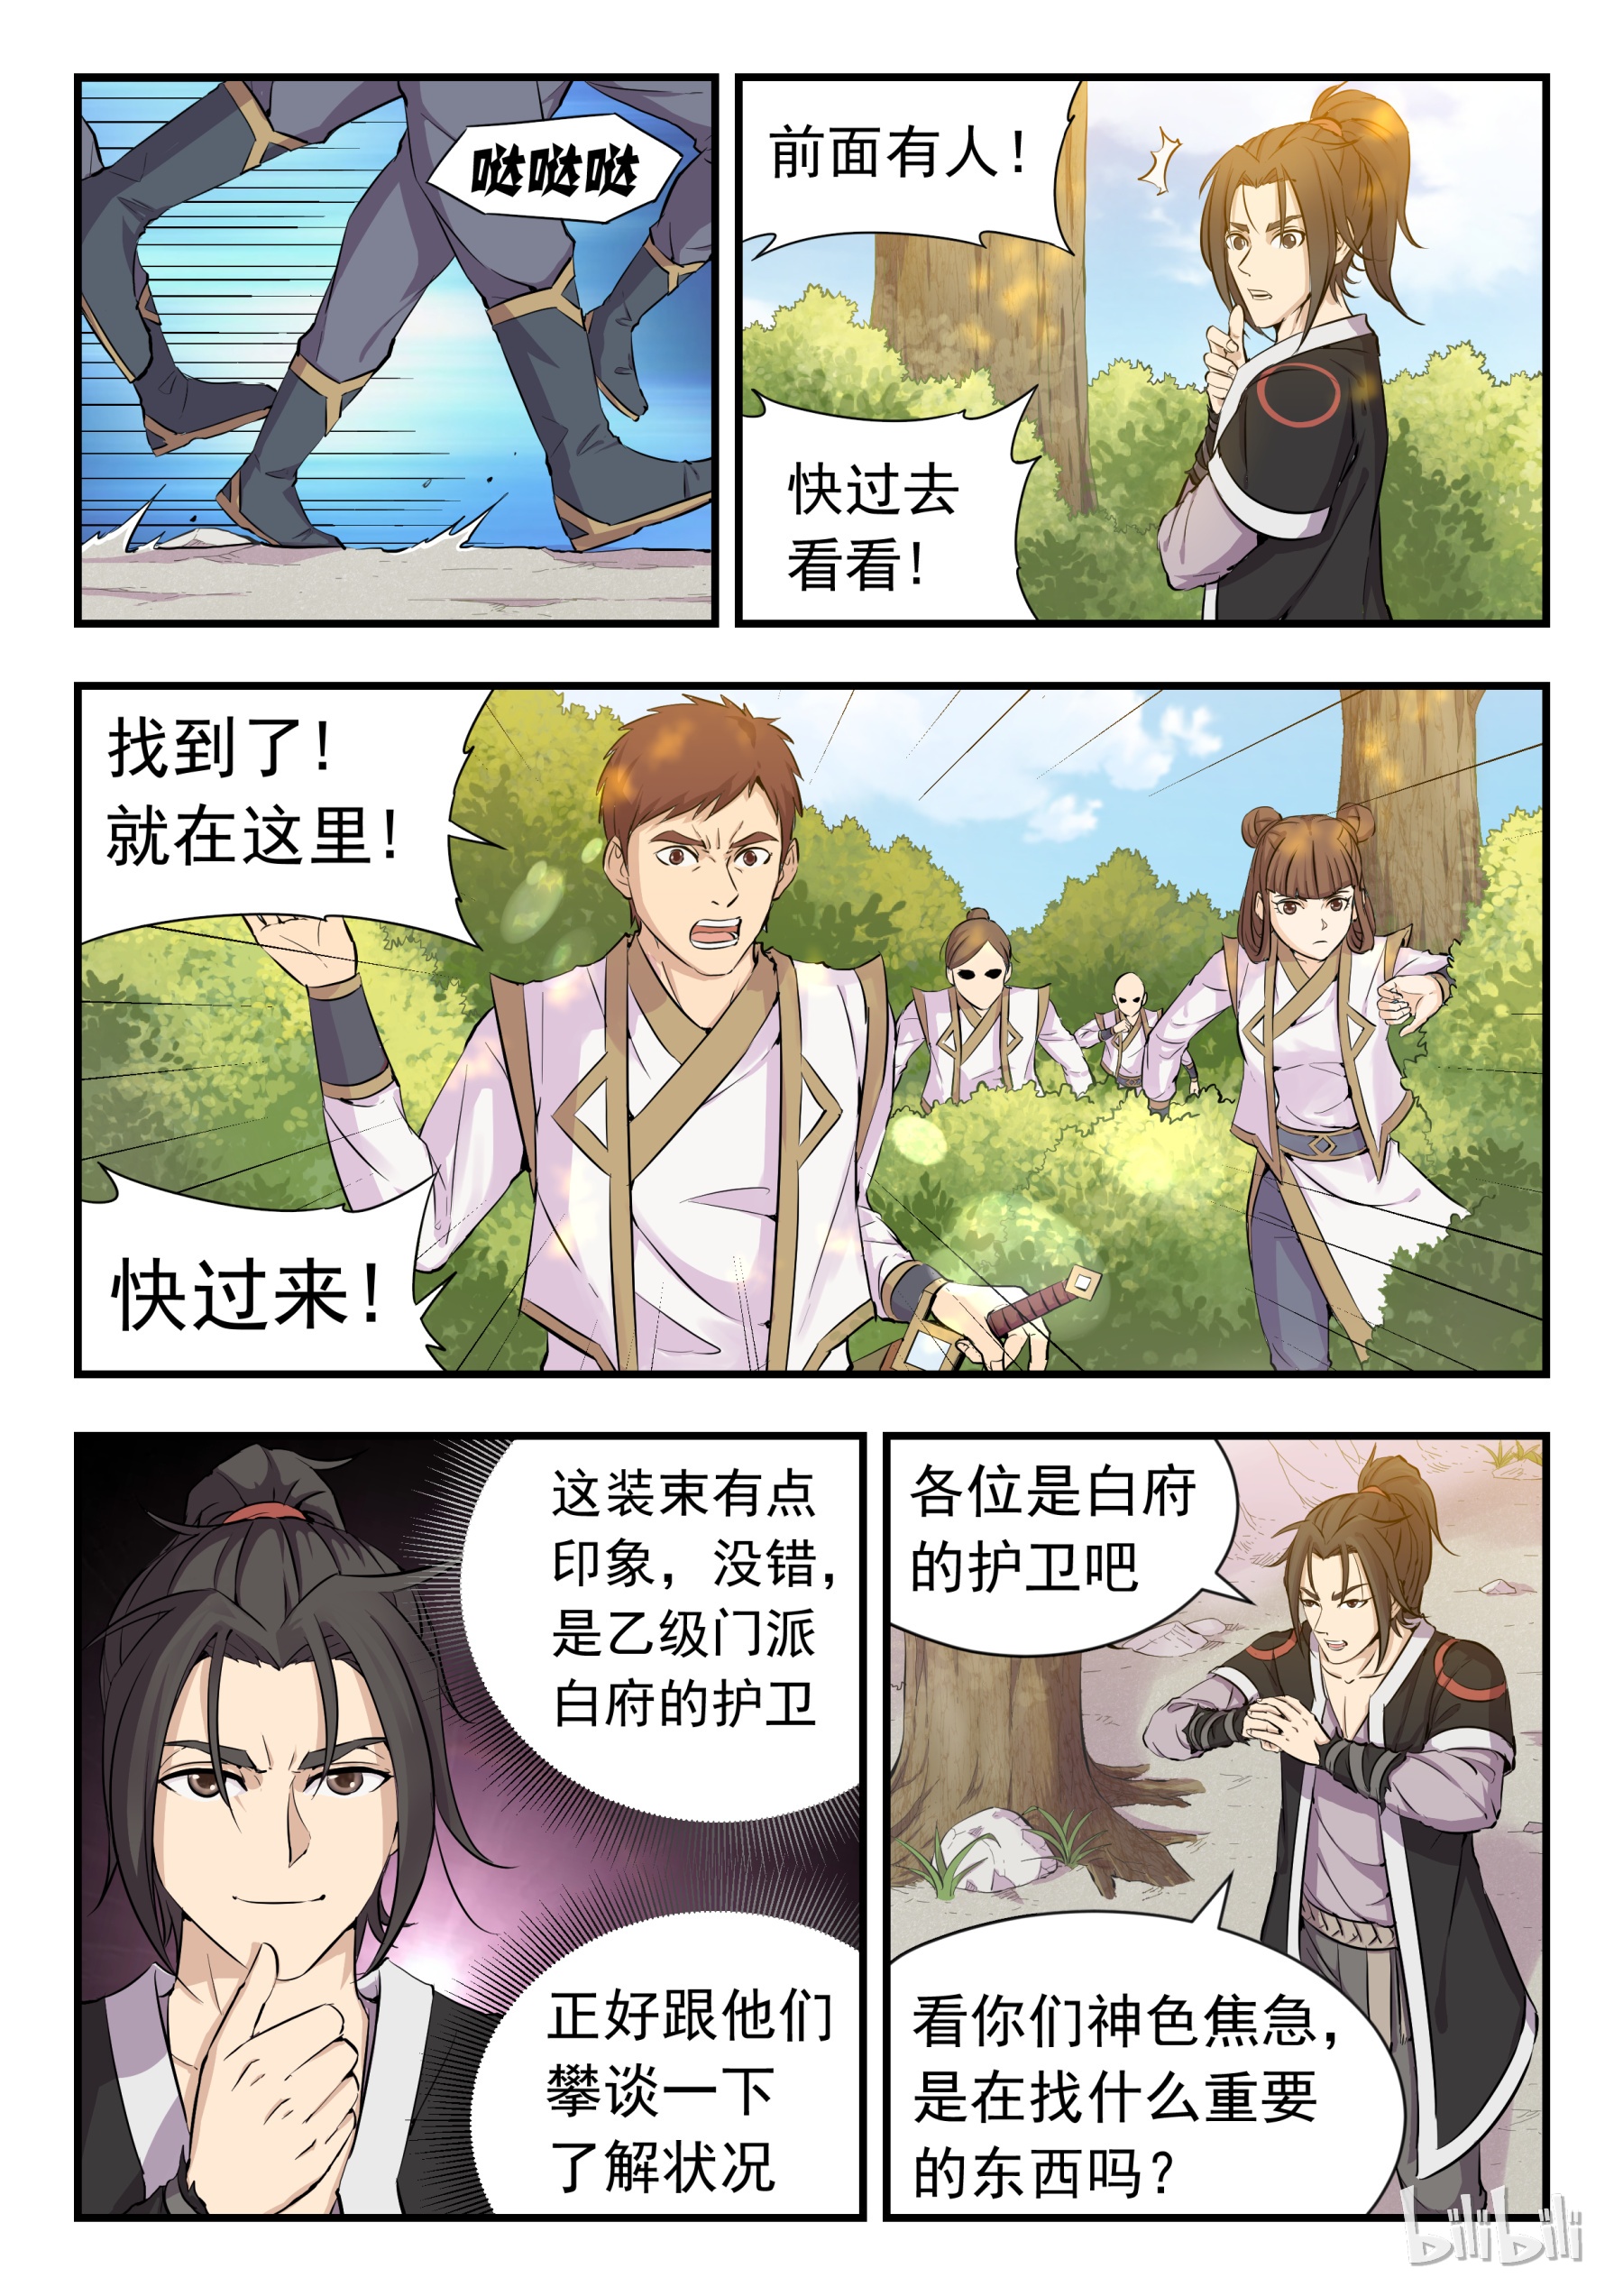 哒哒哒
前面有人！
快过去
看看！
找到了！
就在这里！
快过来！
这装束有点
印象，没错，
是乙级门派
白府的护卫
正好跟他们
攀谈一下
了解状况
各位是白府
的护卫吧
看你们神色焦急，
是在找什么重要
的东西吗？
bilibili